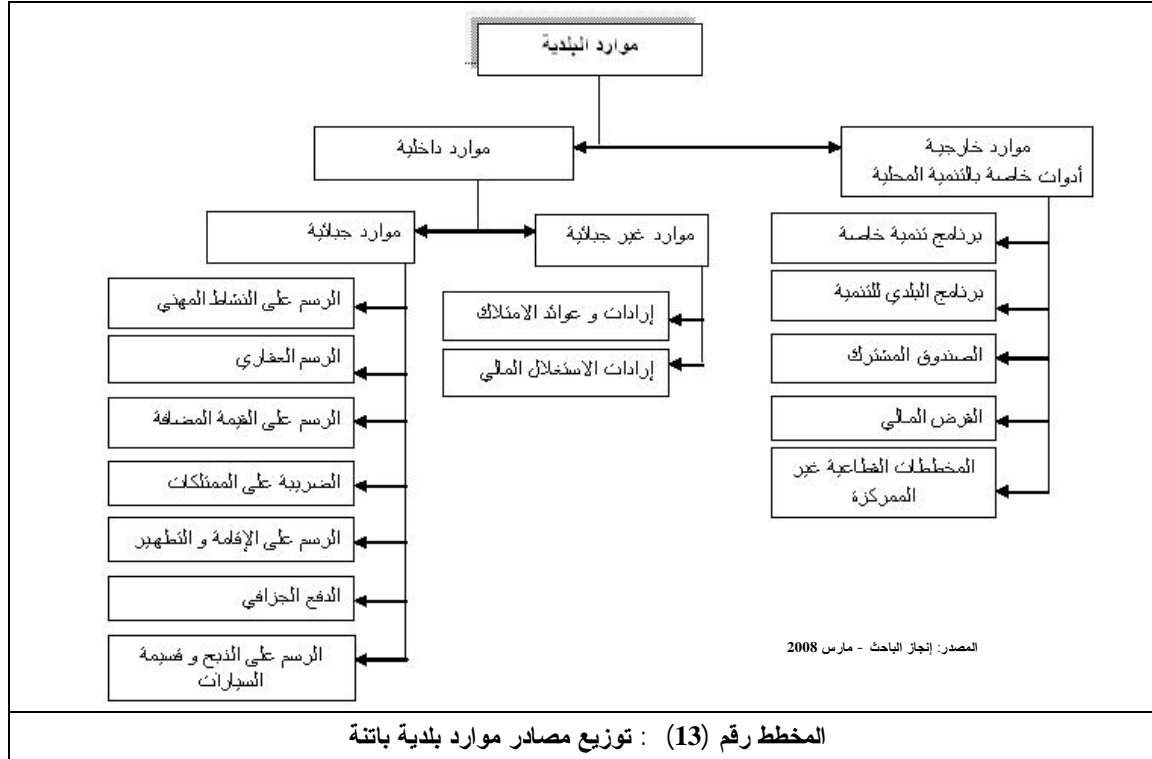 موارد البلدية
موارد خارجية
أدوات خاصة بالتنمية المحلية
موارد داخلية
موارد غير جبائية
موارد جبائية
برنامج تنمية خاصة
برنامج البلدي للتنمية
الصندوق المشترك
القرض المالي
المخططات القطاعية غير
الممركزة
إرادات و عوائد الامتلاك
إرادات الاستغلال المالي
الرسم على النشاط المهني
الرسم العقاري
الرسم على القيمة المضافة
الضريبة على الممتلكات
الرسم على الإقامة و التطهير
الدفع الجزافي
الرسم على الذبح و قسيمة
السيارات
المصدر: إنجاز الباحث - مارس 2008
المخطط رقم (13) : توزيع مصادر موارد بلدية باتنة